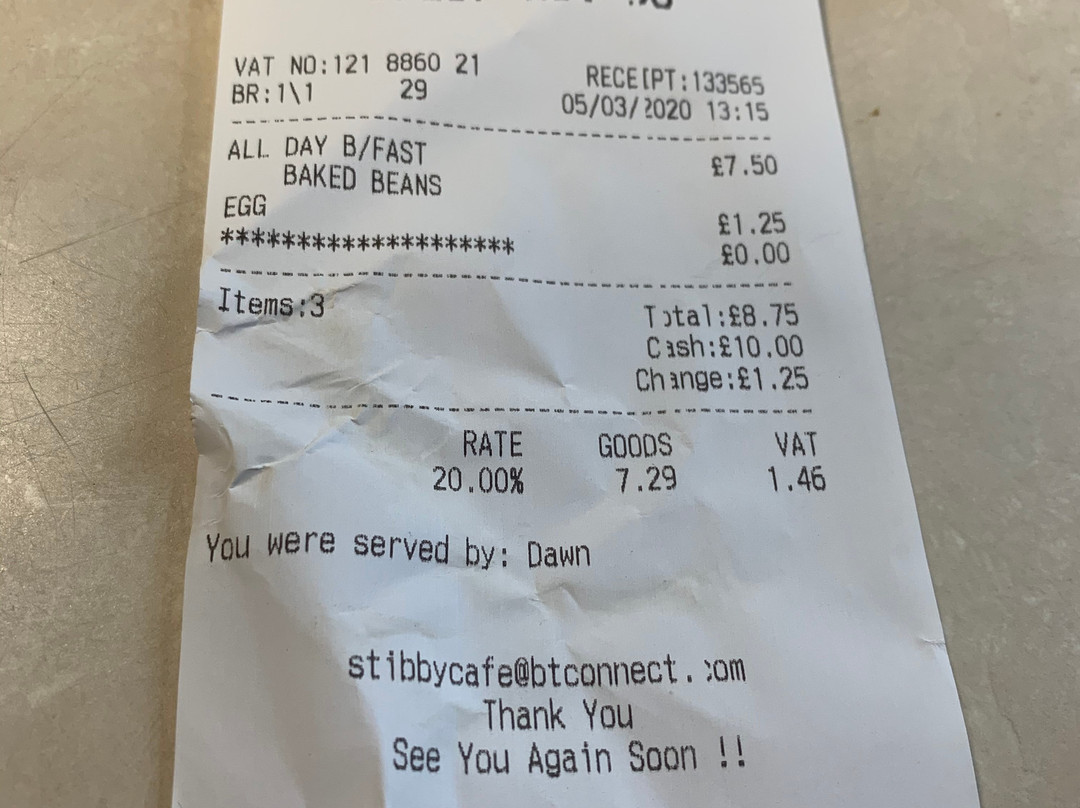 VAT NO:121 8860 21
RECEIPT:133565
BR:1\1 29
05/03/2020 13:15
ALL DAY B/FAST £7.50
BAKED BEANS
EGG £1.25
******************** £0.00
Items:3
Total:£8.75
Cash:£10.00
Change:£1.25
RATE GOODS VAT
20.00% 7.29 1.46
You were served by: Dawn
stibbycafe@btconnect.com
Thank You
See You Again Soon !!